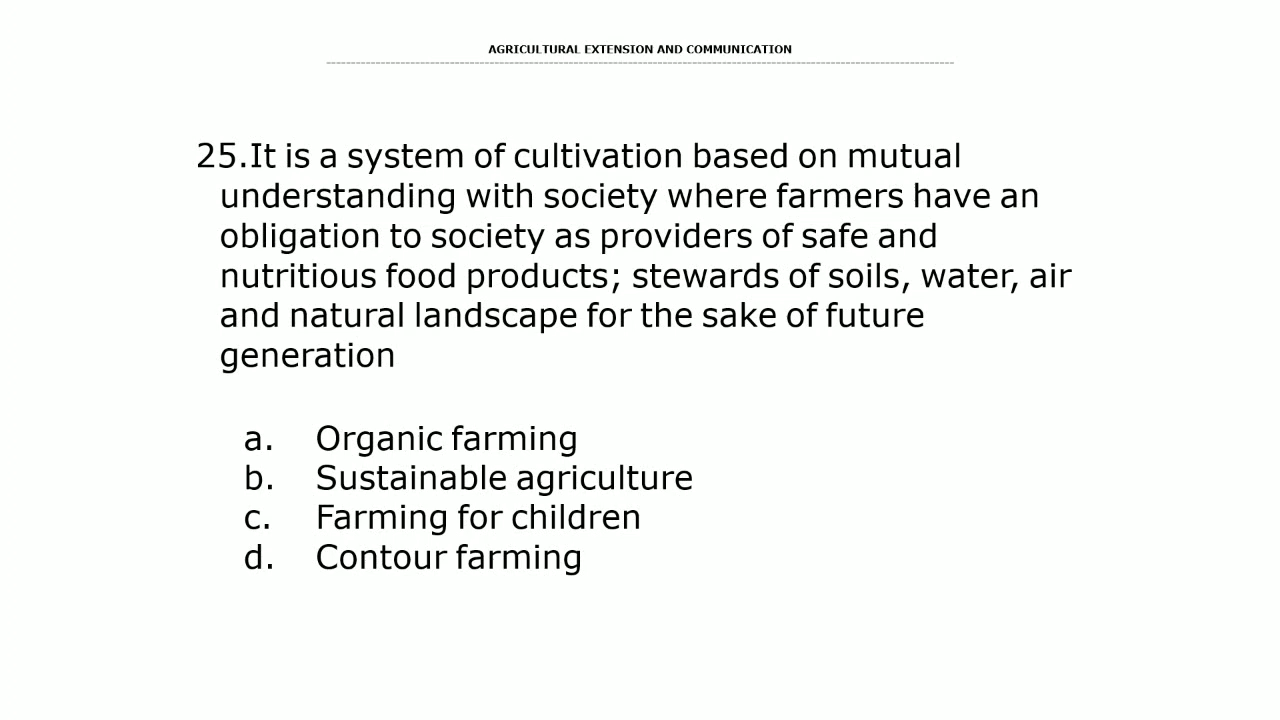 AGRICULTURAL EXTENSION AND COMMUNICATION
25.It is a system of cultivation based on mutual
understanding with society where farmers have an
obligation to society as providers of safe and
nutritious food products; stewards of soils, water, air
and natural landscape for the sake of future
generation
a. Organic farming
b. Sustainable agriculture
c. Farming for children
d. Contour farming